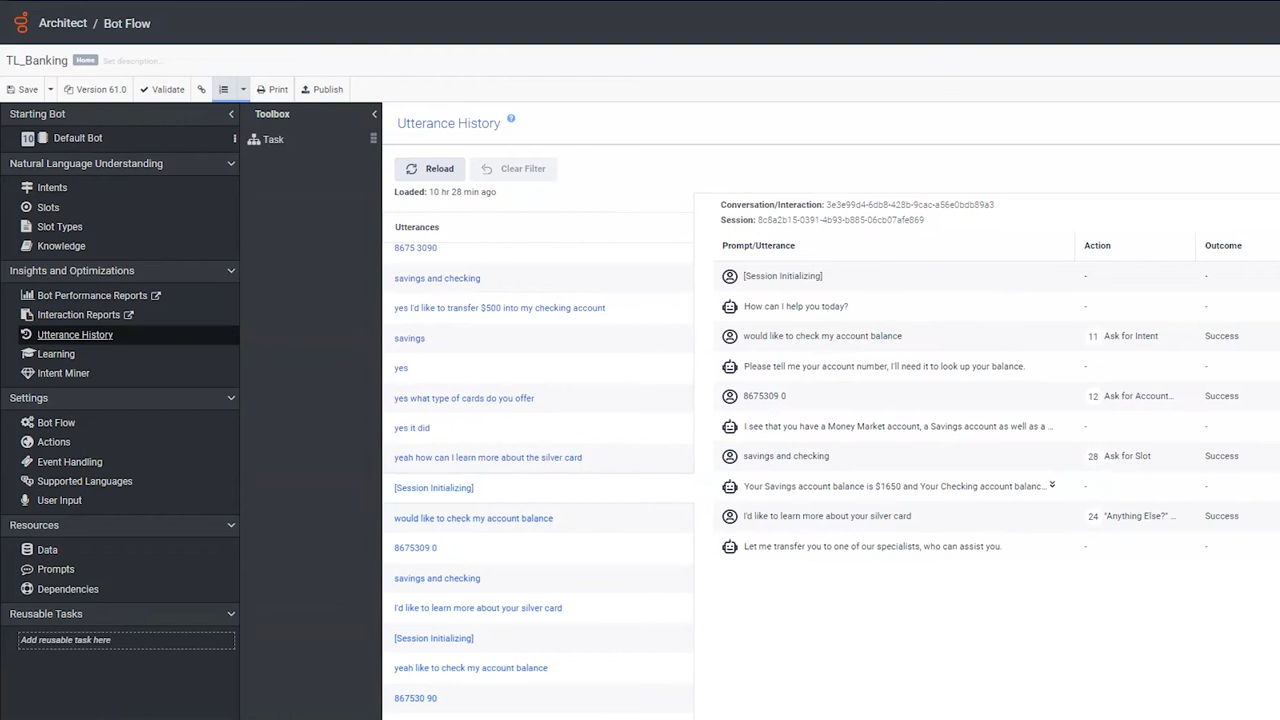 Architect / Bot Flow
TL_Banking Home Set description...
Save Version 61.0 Validate Print Publish
Starting Bot
10 Default Bot
Natural Language Understanding
Intents
Slots
Slot Types
Knowledge
Insights and Optimizations
Bot Performance Reports
Interaction Reports
Utterance History
Learning
Intent Miner
Settings
Bot Flow
Actions
Event Handling
Supported Languages
User Input
Resources
Data
Prompts
Dependencies
Reusable Tasks
Add reusable task here
Toolbox
Task
Utterance History ?
Reload Clear Filter
Loaded: 10 hr 28 min ago
Utterances
8675 3090
savings and checking
yes I'd like to transfer $500 into my checking account
savings
yes
yes what type of cards do you offer
yes it did
yeah how can I learn more about the silver card
[Session Initializing]
would like to check my account balance
8675309 0
savings and checking
I'd like to learn more about your silver card
[Session Initializing]
yeah like to check my account balance
867530 90
Conversation/Interaction: 3e3e99d4-6db8-428b-9cac-a56e0bdb89a3
Session: 8c8a2b15-0391-4b93-b885-06cb07afe869
Prompt/Utterance Action Outcome
[Session Initializing] - -
How can I help you today? - -
would like to check my account balance 11 Ask for Intent Success
Please tell me your account number, I'll need it to look up your balance. - -
8675309 0 12 Ask for Account... Success
I see that you have a Money Market account, a Savings account as well as a ... - -
savings and checking 28 Ask for Slot Success
Your Savings account balance is $1650 and Your Checking account balanc... - -
I'd like to learn more about your silver card 24 "Anything Else?" ... Success
Let me transfer you to one of our specialists, who can assist you. - -